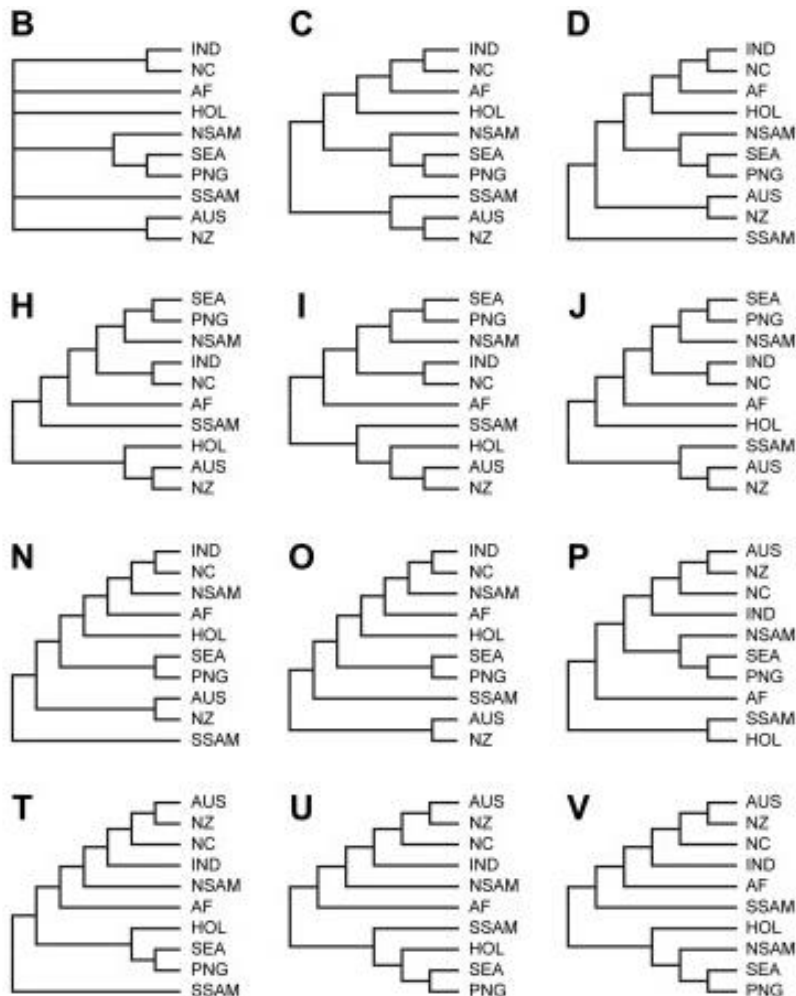 B
IND
NC
AF
HOL
NSAM
SEA
PNG
SSAM
AUS
NZ
C
IND
NC
AF
HOL
NSAM
SEA
PNG
SSAM
AUS
NZ
D
IND
NC
AF
HOL
NSAM
SEA
PNG
AUS
NZ
SSAM
H
SEA
PNG
NSAM
IND
NC
AF
SSAM
HOL
AUS
NZ
I
SEA
PNG
NSAM
IND
NC
AF
SSAM
HOL
AUS
NZ
J
SEA
PNG
NSAM
IND
NC
AF
HOL
SSAM
AUS
NZ
N
IND
NC
NSAM
AF
HOL
SEA
PNG
AUS
NZ
SSAM
O
IND
NC
NSAM
AF
HOL
SEA
PNG
SSAM
AUS
NZ
P
AUS
NZ
NC
IND
NSAM
SEA
PNG
AF
SSAM
HOL
T
AUS
NZ
NC
IND
NSAM
AF
HOL
SEA
PNG
SSAM
U
AUS
NZ
NC
IND
NSAM
AF
SSAM
HOL
SEA
PNG
V
AUS
NZ
NC
IND
AF
SSAM
HOL
NSAM
SEA
PNG